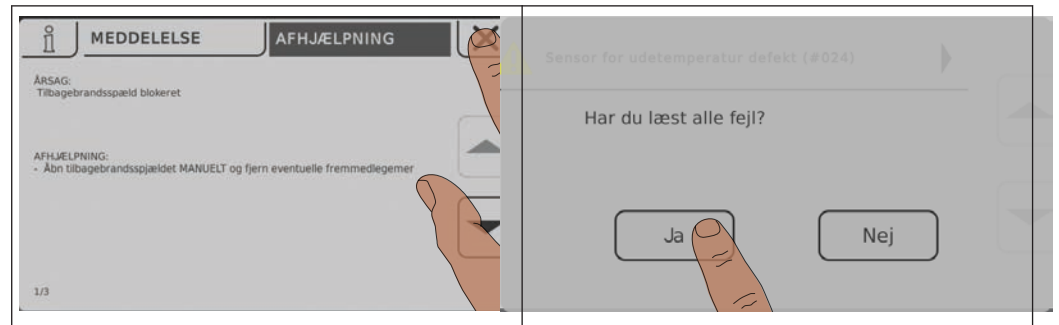 i
MEDDELELSE
AFHJÆLPNING
ÅRSAG:
Tilbagebrandsspæld blokeret
AFHJÆLPNING:
- Åbn tilbagebrandsspjældet MANUELT og fjern eventuelle fremmedlegemer
1/3
Sensor for udetemperatur defekt (#024)
Har du læst alle fejl?
Ja
Nej